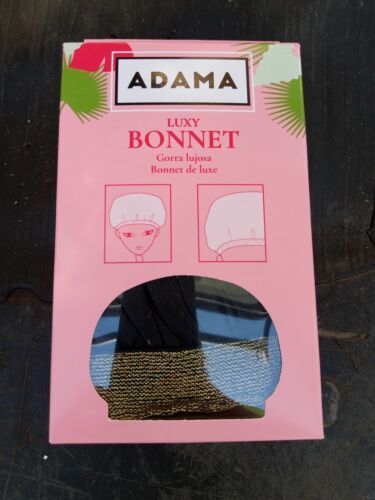 ADAMA
LUXY
BONNET
Gorra lujosa
Bonnet de luxe